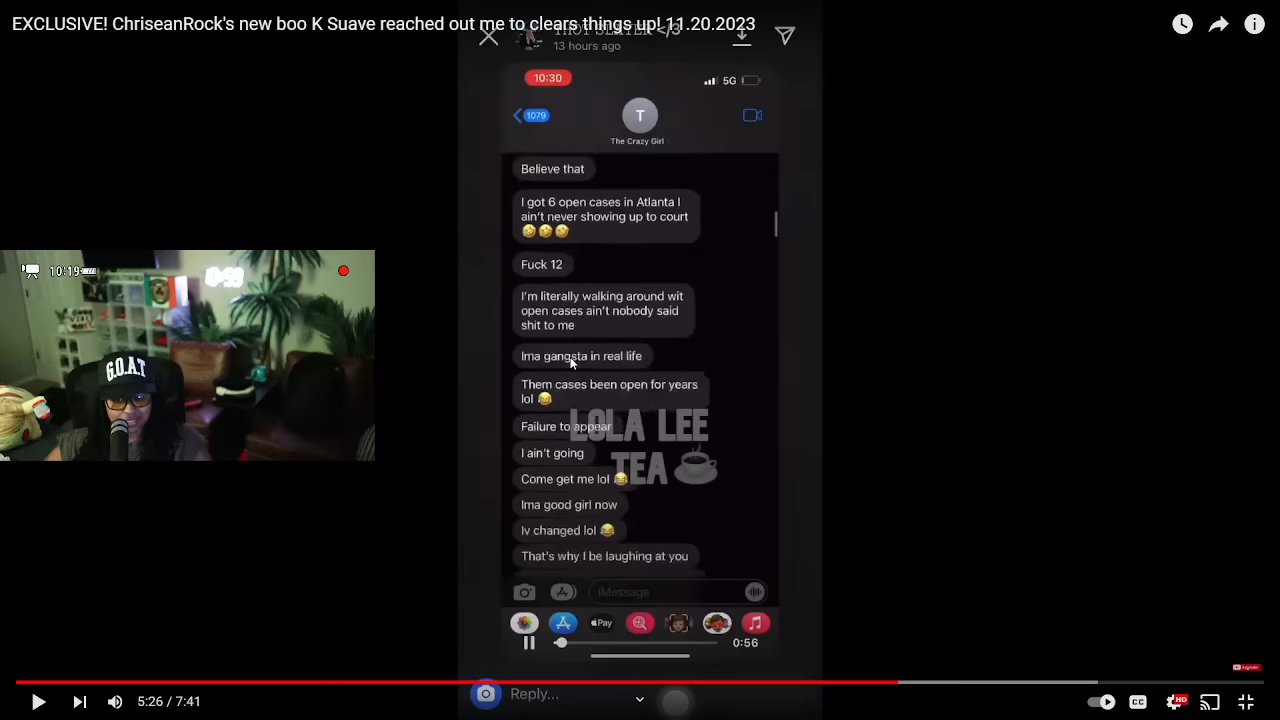 EXCLUSIVE! ChriseanRock's new boo K Suave reached out me to clears things up! 11.20.2023
13 hours ago
10:30
5G
1079
T
The Crazy Girl
Believe that
I got 6 open cases in Atlanta I
ain't never showing up to court
🤣🤣🤣
Fuck 12
I'm literally walking around wit
open cases ain't nobody said
shit to me
Ima gangsta in real life
Them cases been open for years
lol 😂
Failure to appear
I ain't going
Come get me lol 😂
Ima good girl now
Iv changed lol 😂
That's why I be laughing at you
LOLA LEE
TEA
iMessage
Pay
0:56
Reply...
10:19
G.O.A.T
5:26 / 7:41
CC
HD